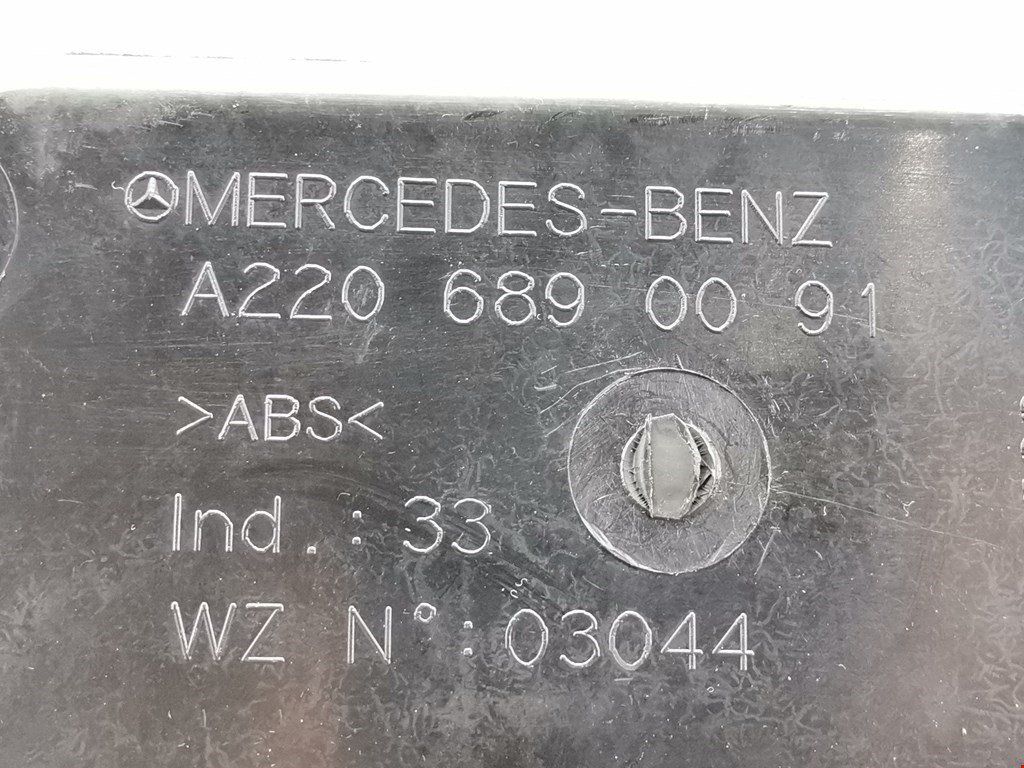 MERCEDES-BENZ
A220 689 00 91
>ABS<
Ind.:33
WZ N°:03044